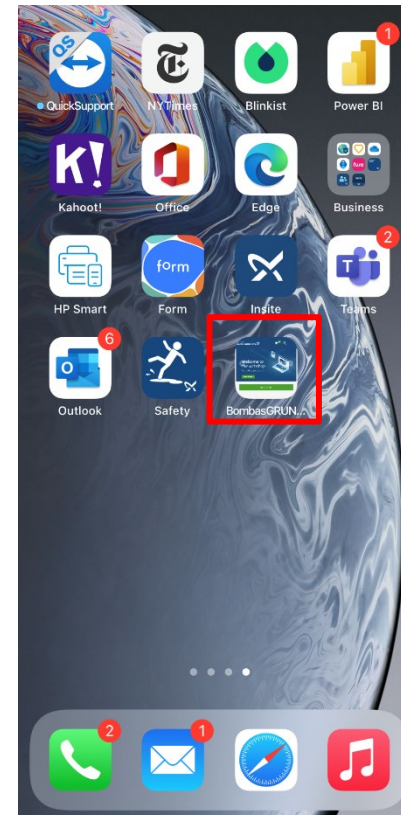 QS
1
QuickSupport NYTimes Blinkist Power BI
K!
Kahoot! Office Edge Business
form
2
HP Smart Form Insite Teams
6
Outlook Safety BombasGRUN...
2
1